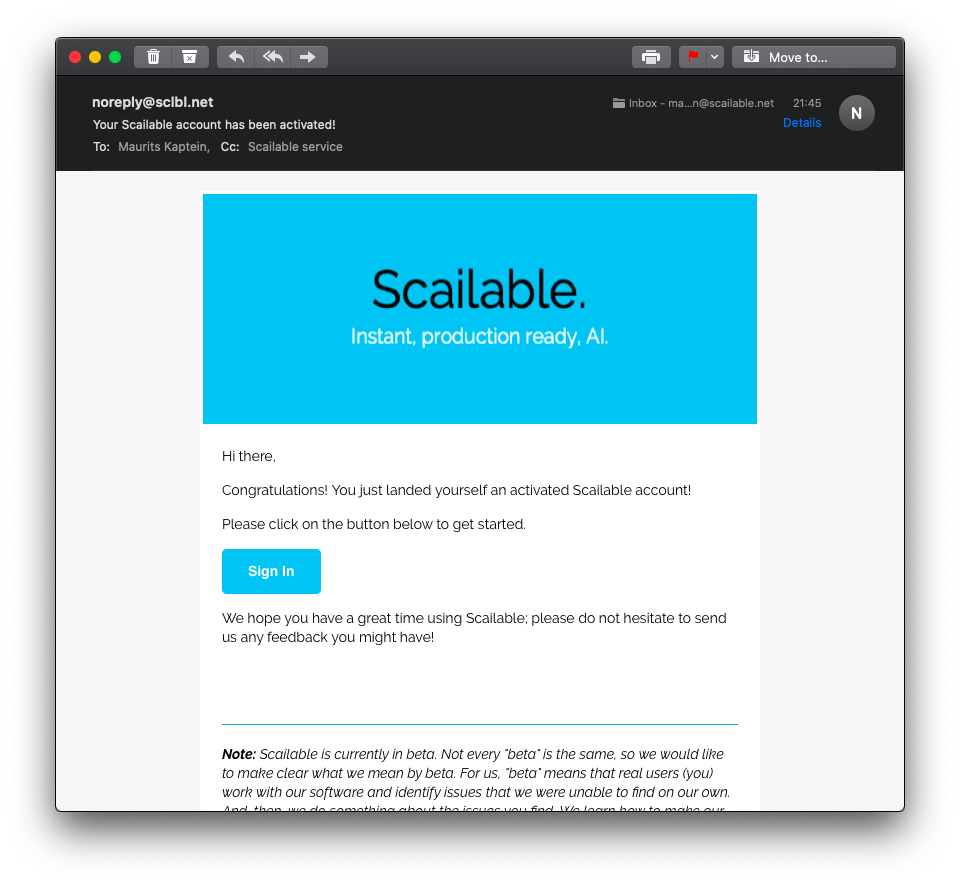 Move to...
noreply@sclbl.net
Inbox - ma...n@scailable.net 21:45
N
Your Scailable account has been activated!
Details
To: Maurits Kaptein, Cc: Scailable service
Scailable.
Instant, production ready, AI.
Hi there,
Congratulations! You just landed yourself an activated Scailable account!
Please click on the button below to get started.
Sign In
We hope you have a great time using Scailable; please do not hesitate to send
us any feedback you might have!
Note: Scailable is currently in beta. Not every "beta" is the same, so we would like
to make clear what we mean by beta. For us, "beta" means that real users (you)
work with our software and identify issues that we were unable to find on our own.
And, then, we do something about the issues you find. We learn how to make our